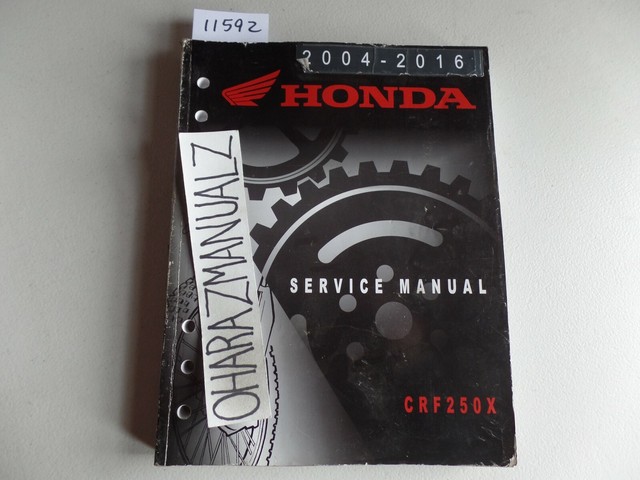 11592
2004-2016
HONDA
OHARAZMANUALZ
SERVICE MANUAL
CRF250X